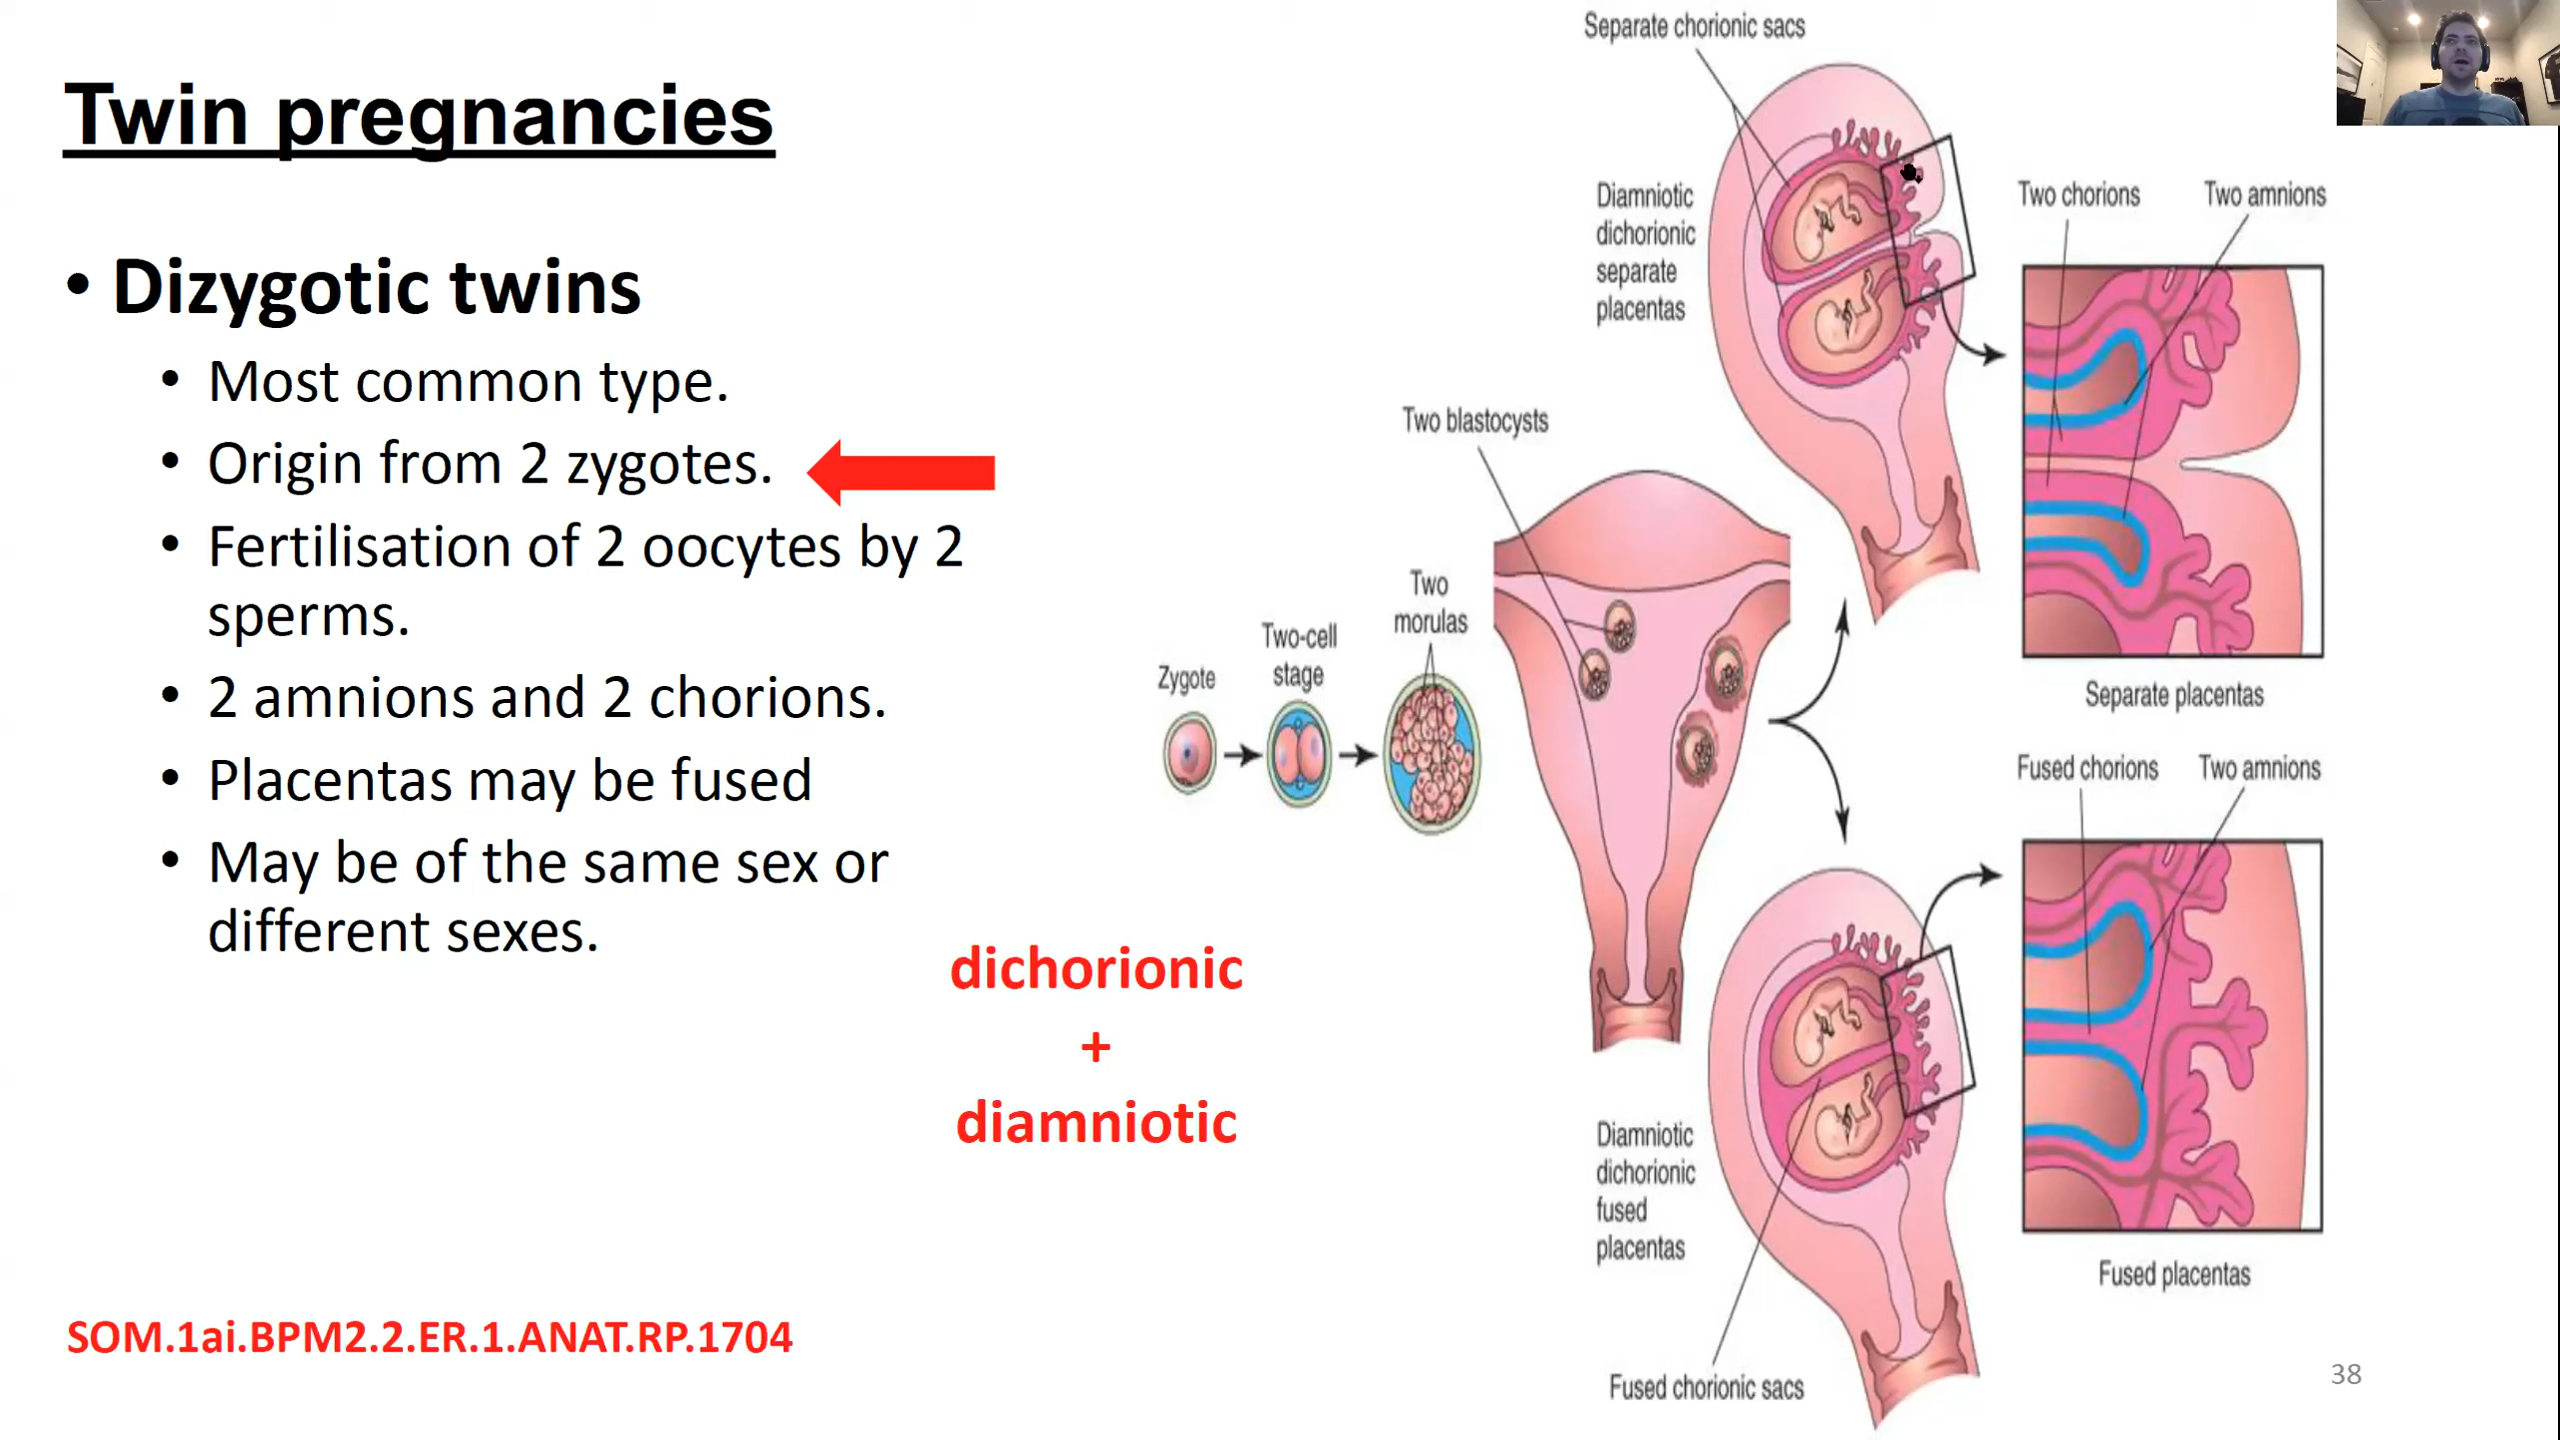 Twin pregnancies
• Dizygotic twins
• Most common type.
• Origin from 2 zygotes.
• Fertilisation of 2 oocytes by 2
sperms.
• 2 amnions and 2 chorions.
• Placentas may be fused
• May be of the same sex or
different sexes.
dichorionic
+
diamniotic
SOM.1ai.BPM2.2.ER.1.ANAT.RP.1704
Separate chorionic sacs
Diamniotic
dichorionic
separate
placentas
Two chorions
Two amnions
Separate placentas
Two blastocysts
Zygote
Two-cell
stage
Two
morulas
Fused chorions
Two amnions
Diamniotic
dichorionic
fused
placentas
Fused placentas
Fused chorionic sacs
38